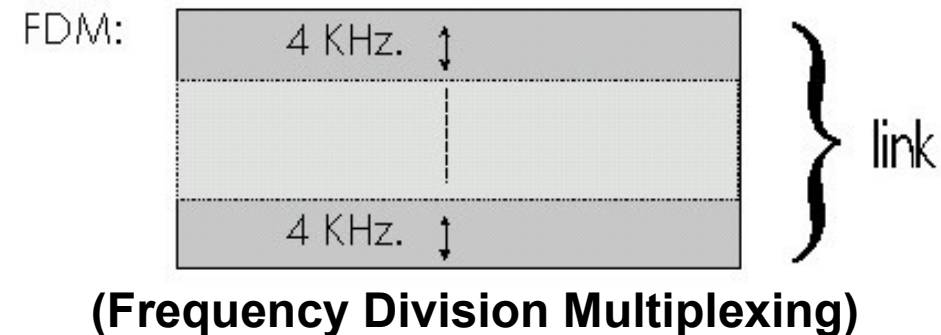 FDM:
4 KHz.
link
4 KHz.
(Frequency Division Multiplexing)